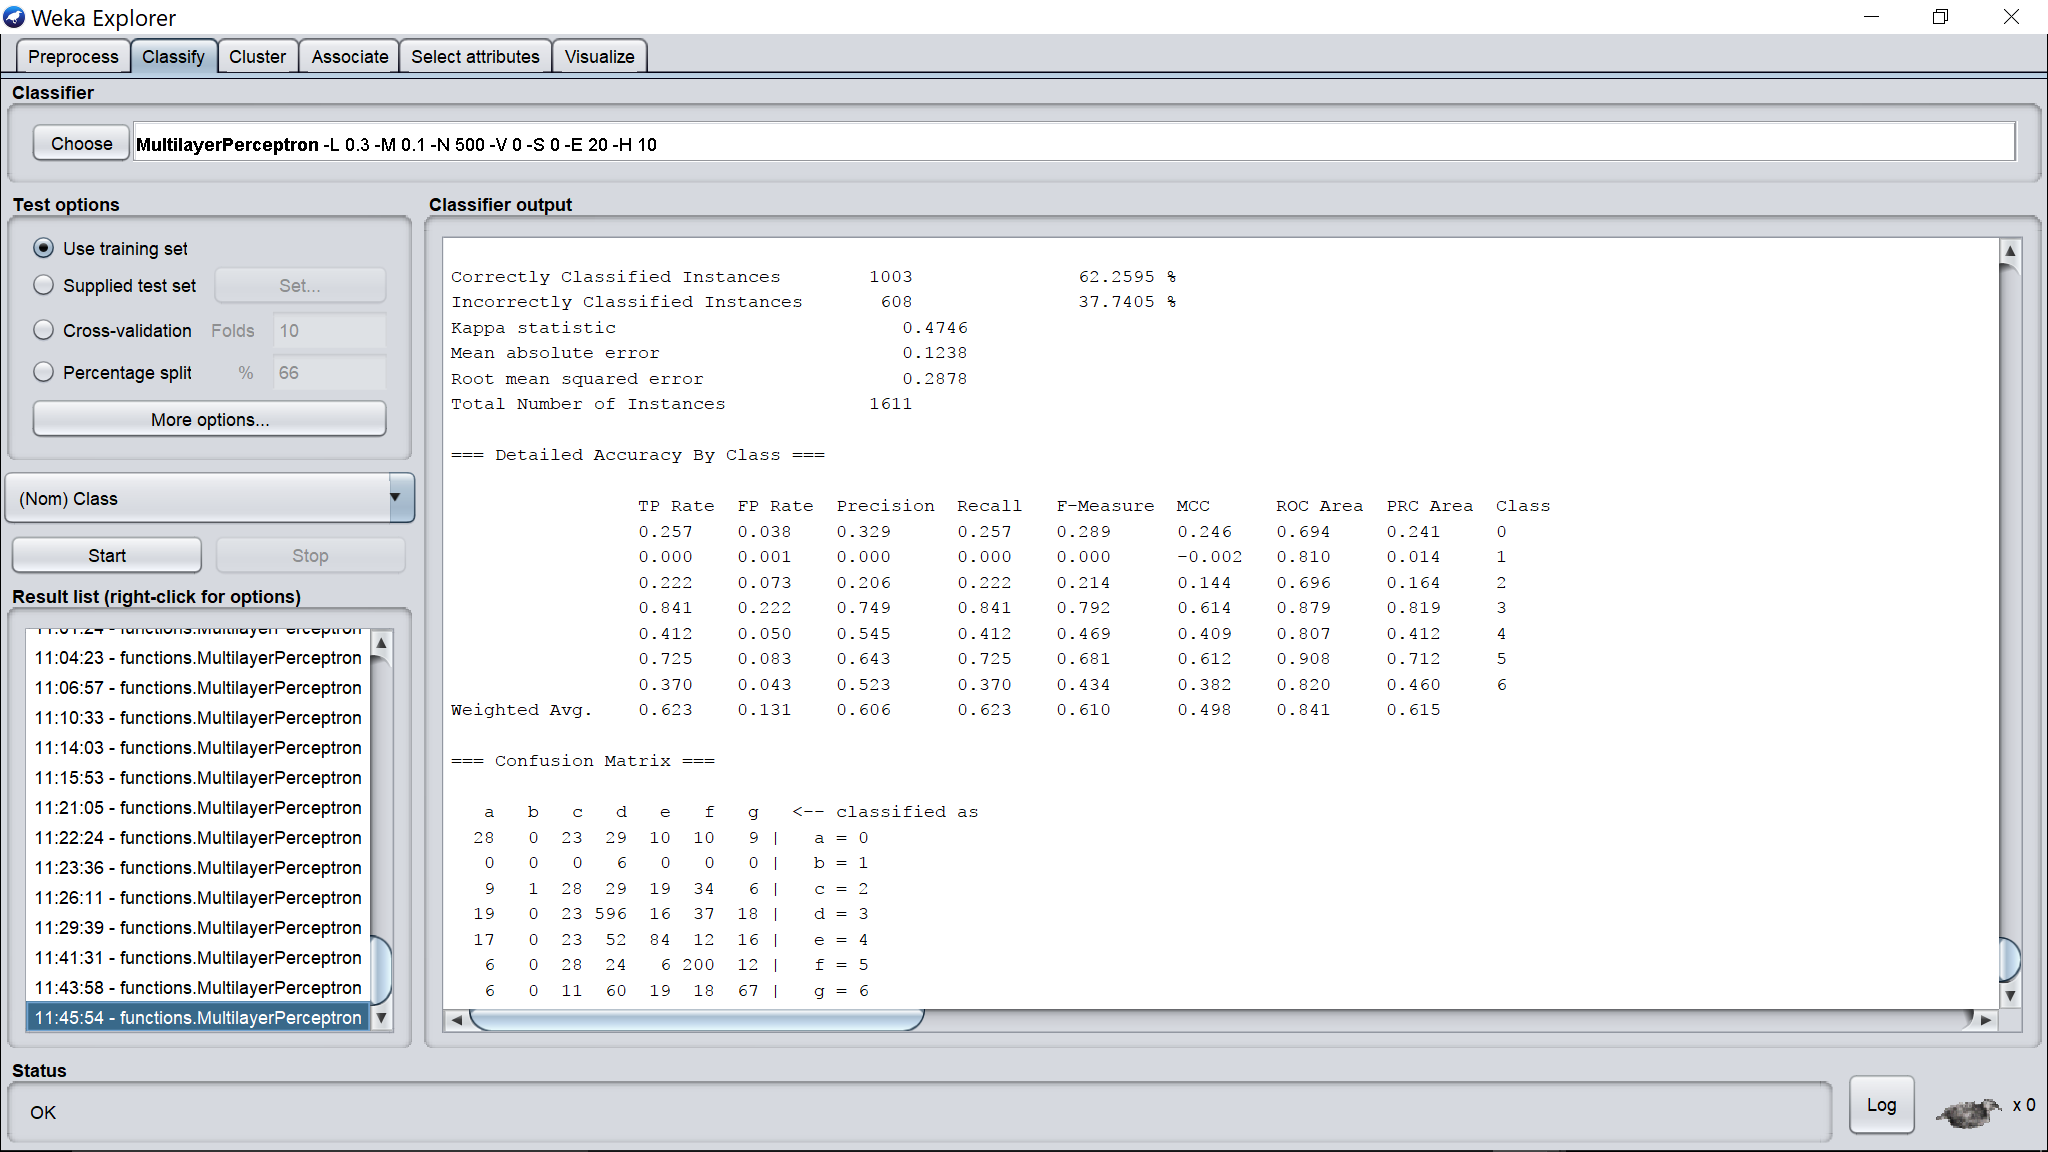 Weka Explorer
Preprocess Classify Cluster Associate Select attributes Visualize
Classifier
Choose MultilayerPerceptron -L 0.3 -M 0.1 -N 500 -V 0 -S 0 -E 20 -H 10
Test options
Use training set
Supplied test set Set...
Cross-validation Folds 10
Percentage split % 66
More options...
(Nom) Class
Start Stop
Result list (right-click for options)
11:01:24 - functions.MultilayerPerceptron
11:04:23 - functions.MultilayerPerceptron
11:06:57 - functions.MultilayerPerceptron
11:10:33 - functions.MultilayerPerceptron
11:14:03 - functions.MultilayerPerceptron
11:15:53 - functions.MultilayerPerceptron
11:21:05 - functions.MultilayerPerceptron
11:22:24 - functions.MultilayerPerceptron
11:23:36 - functions.MultilayerPerceptron
11:26:11 - functions.MultilayerPerceptron
11:29:39 - functions.MultilayerPerceptron
11:41:31 - functions.MultilayerPerceptron
11:43:58 - functions.MultilayerPerceptron
11:45:54 - functions.MultilayerPerceptron
Classifier output
Correctly Classified Instances 1003 62.2595 %
Incorrectly Classified Instances 608 37.7405 %
Kappa statistic 0.4746
Mean absolute error 0.1238
Root mean squared error 0.2878
Total Number of Instances 1611
=== Detailed Accuracy By Class ===
TP Rate FP Rate Precision Recall F-Measure MCC ROC Area PRC Area Class
0.257 0.038 0.329 0.257 0.289 0.246 0.694 0.241 0
0.000 0.001 0.000 0.000 0.000 -0.002 0.810 0.014 1
0.222 0.073 0.206 0.222 0.214 0.144 0.696 0.164 2
0.841 0.222 0.749 0.841 0.792 0.614 0.879 0.819 3
0.412 0.050 0.545 0.412 0.469 0.409 0.807 0.412 4
0.725 0.083 0.643 0.725 0.681 0.612 0.908 0.712 5
0.370 0.043 0.523 0.370 0.434 0.382 0.820 0.460 6
Weighted Avg. 0.623 0.131 0.606 0.623 0.610 0.498 0.841 0.615
=== Confusion Matrix ===
a b c d e f g <-- classified as
28 0 23 29 10 10 9 | a = 0
0 0 0 6 0 0 0 | b = 1
9 1 28 29 19 34 6 | c = 2
19 0 23 596 16 37 18 | d = 3
17 0 23 52 84 12 16 | e = 4
6 0 28 24 6 200 12 | f = 5
6 0 11 60 19 18 67 | g = 6
Status
OK
Log x 0